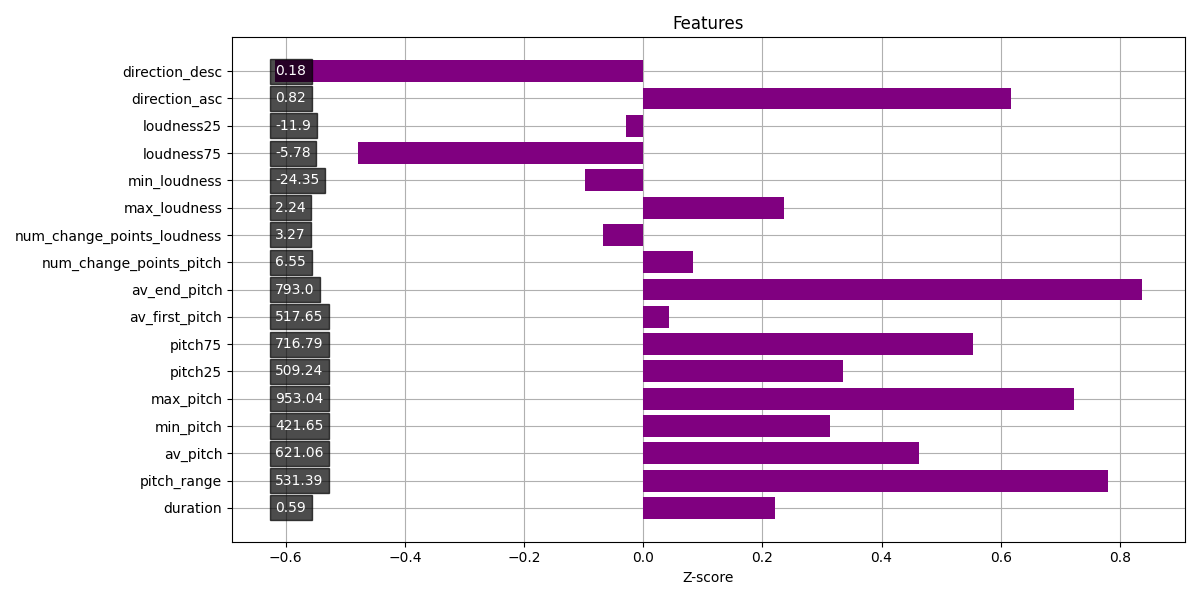 Features
direction_desc 0.18
direction_asc 0.82
loudness25 -11.9
loudness75 -5.78
min_loudness -24.35
max_loudness 2.24
num_change_points_loudness 3.27
num_change_points_pitch 6.55
av_end_pitch 793.0
av_first_pitch 517.65
pitch75 716.79
pitch25 509.24
max_pitch 953.04
min_pitch 421.65
av_pitch 621.06
pitch_range 531.39
duration 0.59
−0.6 −0.4 −0.2 0.0 0.2 0.4 0.6 0.8
Z-score